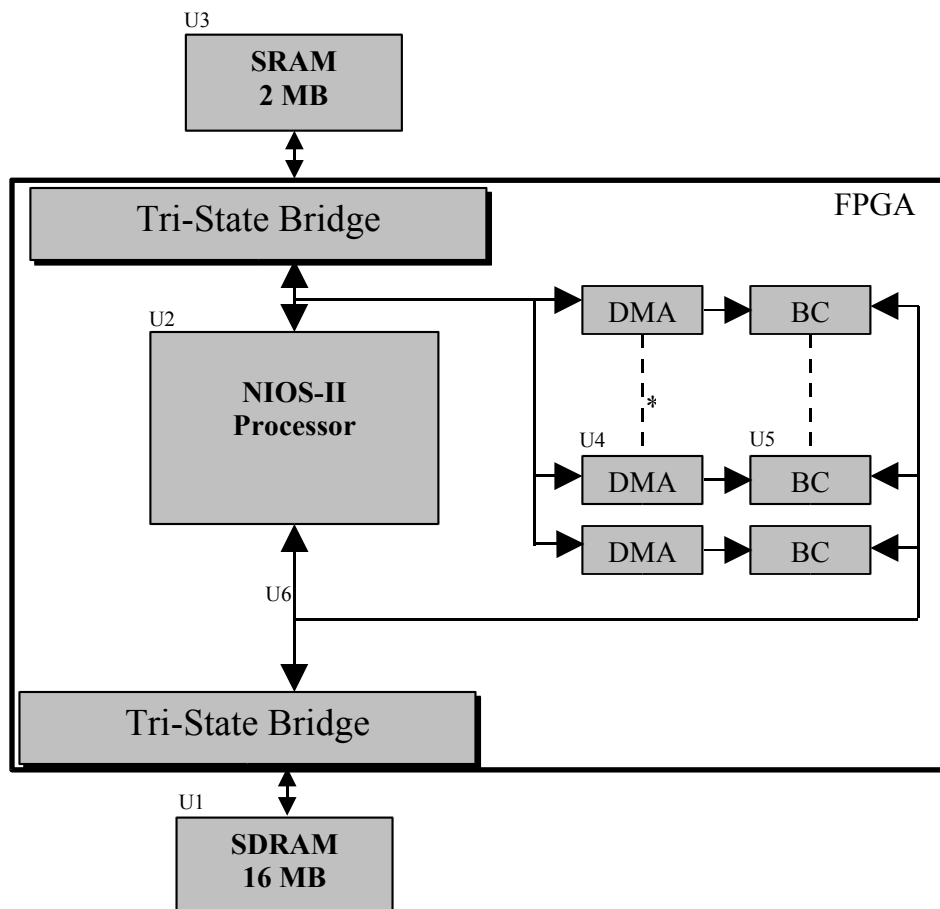 U3
SRAM
2 MB
FPGA
Tri-State Bridge
U2
NIOS-II
Processor
DMA
BC
*
U4
U5
DMA
BC
DMA
BC
U6
Tri-State Bridge
U1
SDRAM
16 MB